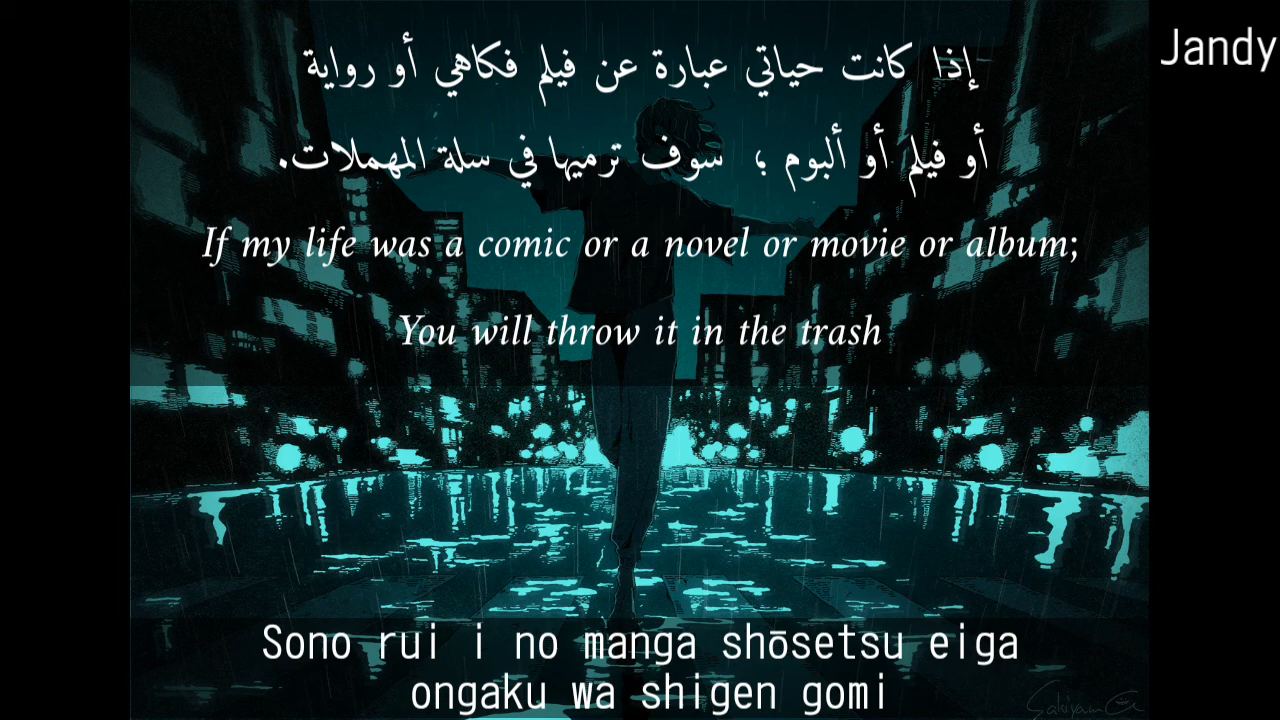 Jandy
إذا كانت حياتي عبارة عن فيلم فكاهي أو رواية
أو فيلم أو ألبوم ؛ سوف ترميها في سلة المهملات.
If my life was a comic or a novel or movie or album;
You will throw it in the trash
Sono rui i no manga shōsetsu eiga
ongaku wa shigen gomi